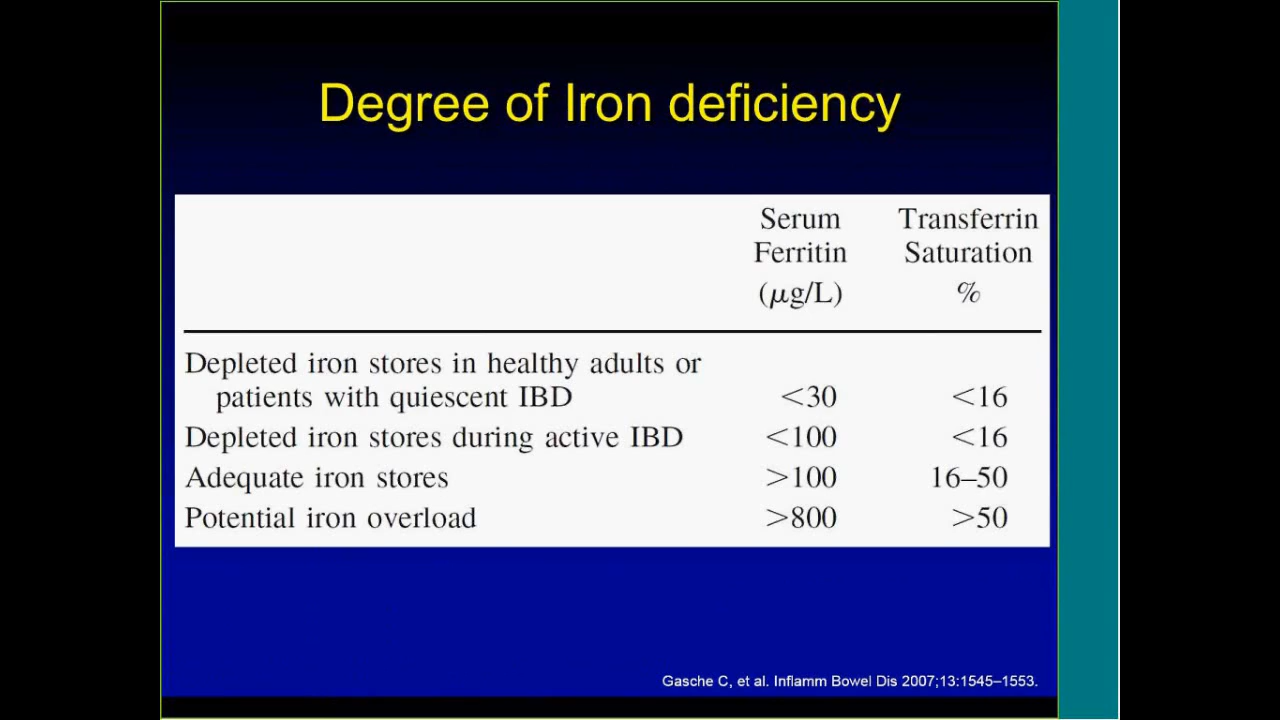 Degree of Iron deficiency
Serum Transferrin
Ferritin Saturation
(μg/L) %
Depleted iron stores in healthy adults or
patients with quiescent IBD <30 <16
Depleted iron stores during active IBD <100 <16
Adequate iron stores >100 16–50
Potential iron overload >800 >50
Gasche C, et al. Inflamm Bowel Dis 2007;13:1545–1553.